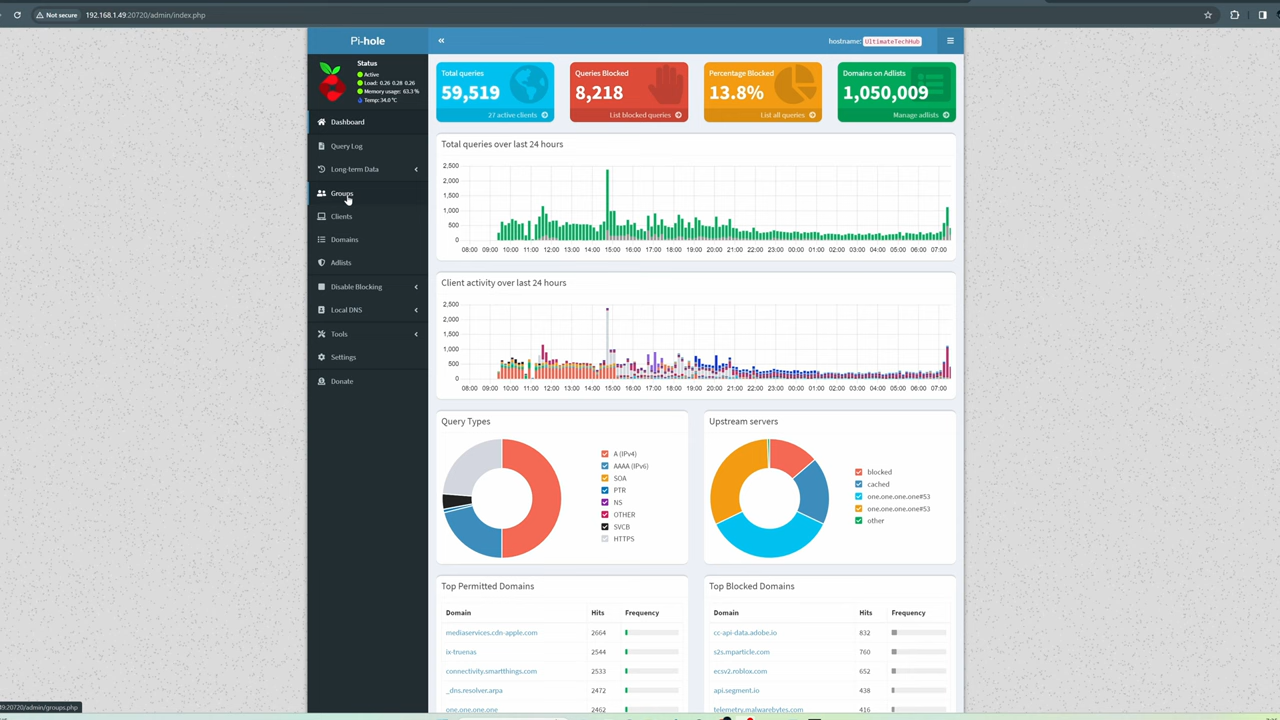 Not secure 192.168.1.49:20720/admin/index.php
Pi-hole
hostname: UltimateTechHub
Status
Active
Load: 0.26 0.28 0.26
Memory usage: 63.3 %
Temp: 34.0 °C
Dashboard
Query Log
Long-term Data
Groups
Clients
Domains
Adlists
Disable Blocking
Local DNS
Tools
Settings
Donate
Total queries
59,519
27 active clients
Queries Blocked
8,218
List blocked queries
Percentage Blocked
13.8%
List all queries
Domains on Adlists
1,050,009
Manage adlists
Total queries over last 24 hours
2,500
2,000
1,500
1,000
500
0
08:00 09:00 10:00 11:00 12:00 13:00 14:00 15:00 16:00 17:00 18:00 19:00 20:00 21:00 22:00 23:00 00:00 01:00 02:00 03:00 04:00 05:00 06:00 07:00
Client activity over last 24 hours
2,500
2,000
1,500
1,000
500
0
08:00 09:00 10:00 11:00 12:00 13:00 14:00 15:00 16:00 17:00 18:00 19:00 20:00 21:00 22:00 23:00 00:00 01:00 02:00 03:00 04:00 05:00 06:00 07:00
Query Types
A (IPv4)
AAAA (IPv6)
SOA
PTR
NS
OTHER
SVCB
HTTPS
Upstream servers
blocked
cached
one.one.one.one#53
one.one.one.one#53
other
Top Permitted Domains
Domain Hits Frequency
mediaservices.cdn-apple.com 2664
ix-truenas 2544
connectivity.smartthings.com 2533
_dns.resolver.arpa 2472
one.one.one.one 2462
Top Blocked Domains
Domain Hits Frequency
cc-api-data.adobe.io 832
s2s.mparticle.com 760
ecsv2.roblox.com 652
api.segment.io 438
telemetry.malwarebytes.com 416
49:20720/admin/groups.php